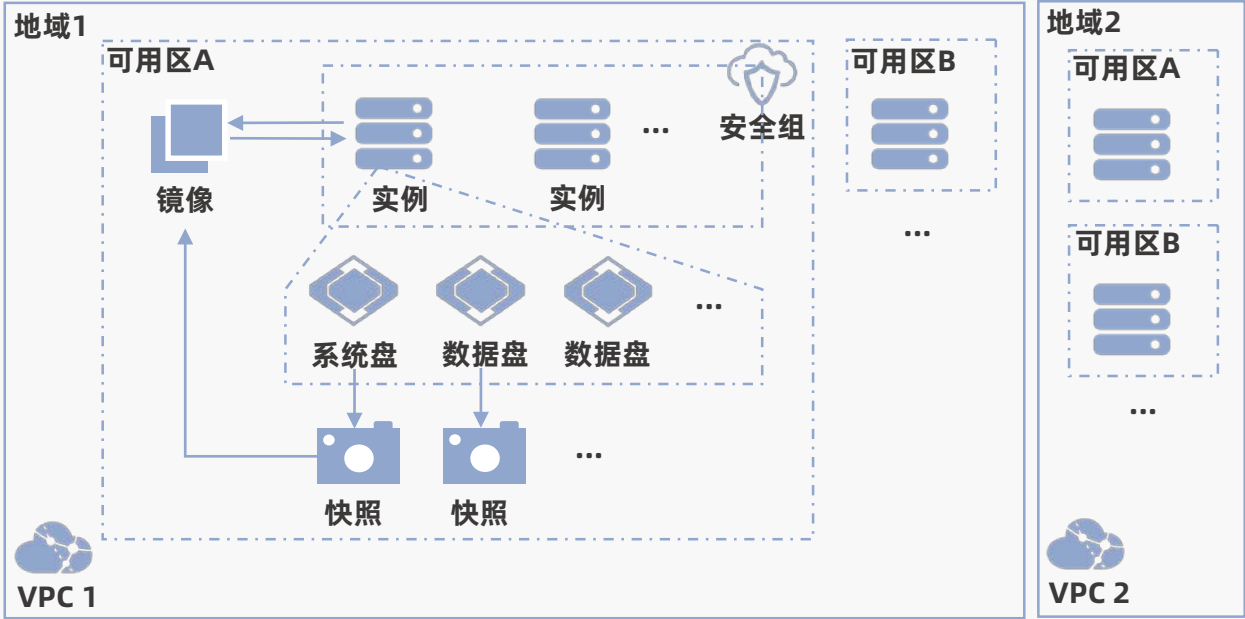 地域1
可用区A
安全组
镜像
实例
实例
...
系统盘
数据盘
数据盘
...
快照
快照
...
VPC 1
可用区B
...
地域2
可用区A
可用区B
...
VPC 2